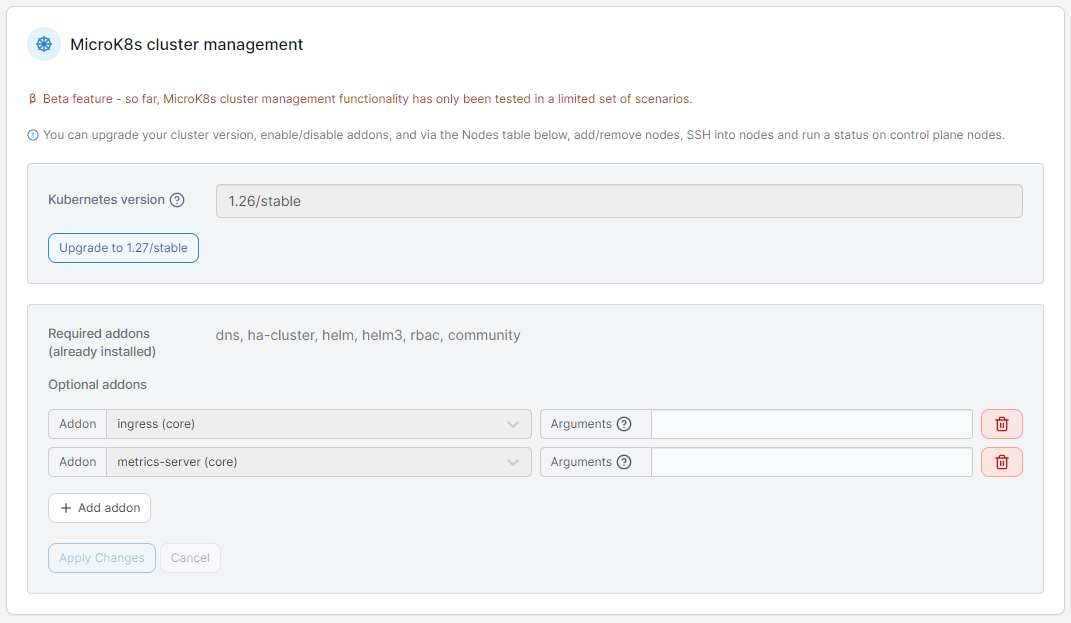 MicroK8s cluster management
β Beta feature - so far, MicroK8s cluster management functionality has only been tested in a limited set of scenarios.
You can upgrade your cluster version, enable/disable addons, and via the Nodes table below, add/remove nodes, SSH into nodes and run a status on control plane nodes.
Kubernetes version ? 1.26/stable
Upgrade to 1.27/stable
Required addons
(already installed)
dns, ha-cluster, helm, helm3, rbac, community
Optional addons
Addon ingress (core) Arguments ?
Addon metrics-server (core) Arguments ?
+ Add addon
Apply Changes Cancel